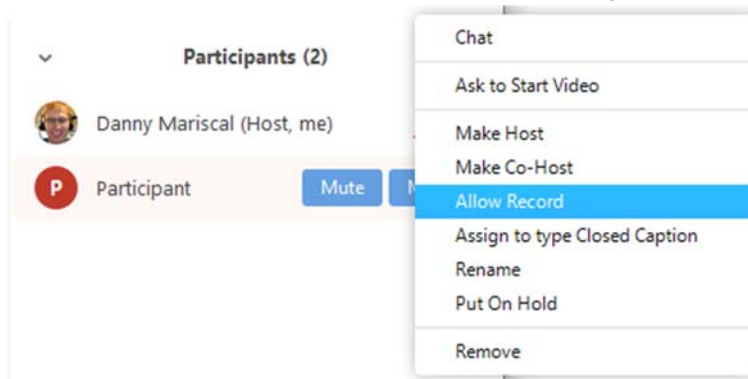 Participants (2)
Danny Mariscal (Host, me)
P Participant Mute M
Chat
Ask to Start Video
Make Host
Make Co-Host
Allow Record
Assign to type Closed Caption
Rename
Put On Hold
Remove